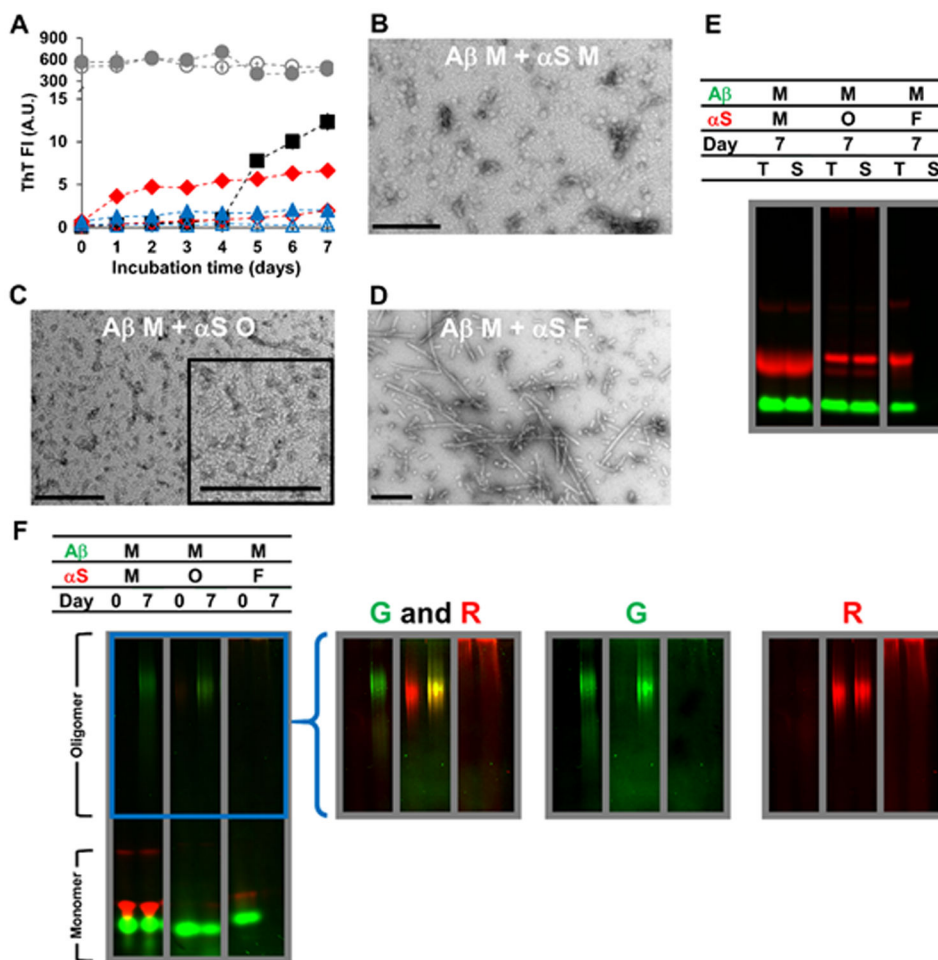 A
ThT FI (A.U.)
900
600
300
15
10
5
0
0 1 2 3 4 5 6 7
Incubation time (days)
B
Aβ M + αS M
C
Aβ M + αS O
D
Aβ M + αS F
E
Aβ M M M
αS M O F
Day 7 7 7
T S T S T S
F
Aβ M M M
αS M O F
Day 0 7 0 7 0 7
G and R
G
R
Oligomer
Monomer